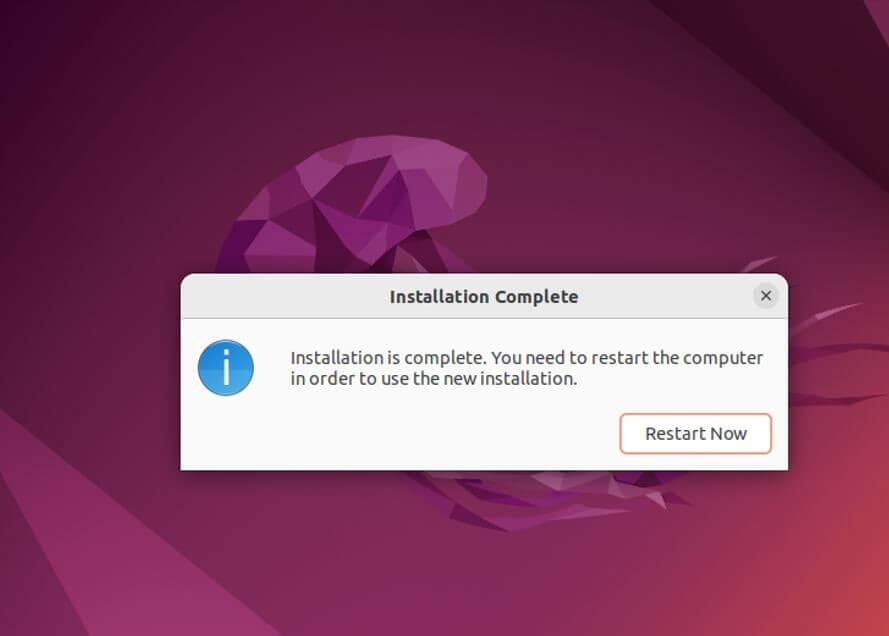 Installation Complete
Installation is complete. You need to restart the computer
in order to use the new installation.
Restart Now